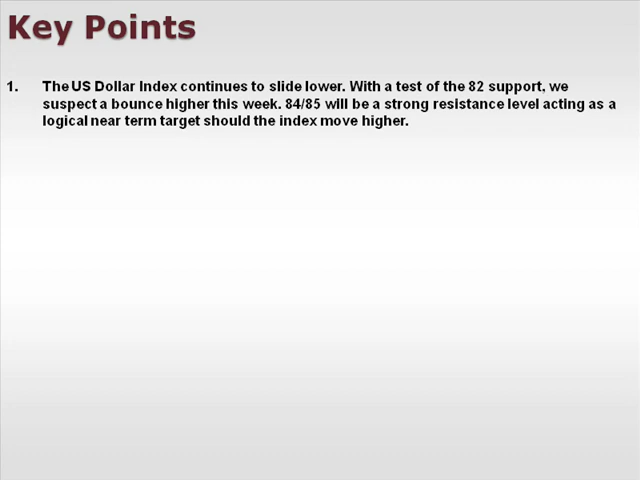 Key Points
1. The US Dollar Index continues to slide lower. With a test of the 82 support, we
suspect a bounce higher this week. 84/85 will be a strong resistance level acting as a
logical near term target should the index move higher.